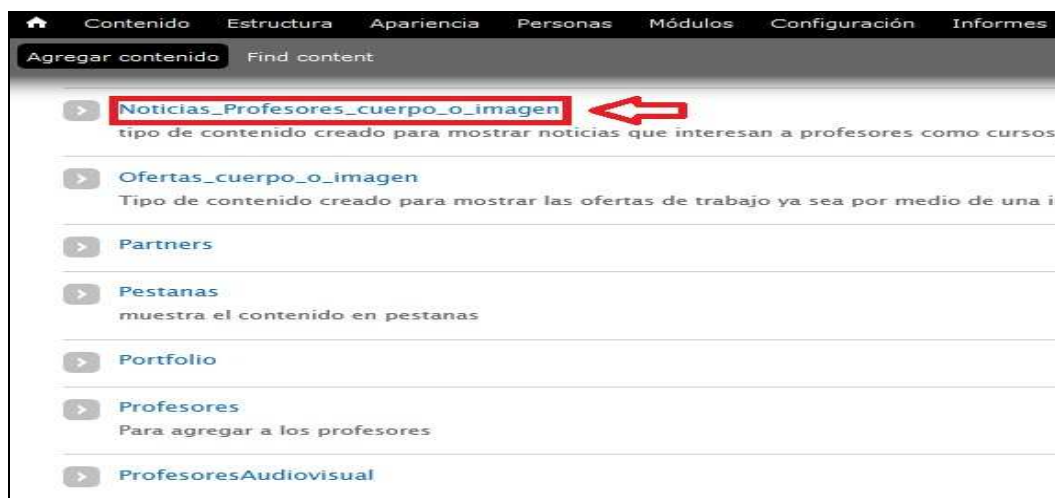 Contenido Estructura Apariencia Personas Módulos Configuración Informes
Agregar contenido Find content
Noticias_Profesores_cuerpo_o_imagen
tipo de contenido creado para mostrar noticias que interesan a profesores como cursos
Ofertas_cuerpo_o_imagen
Tipo de contenido creado para mostrar las ofertas de trabajo ya sea por medio de una i
Partners
Pestanas
muestra el contenido en pestanas
Portfolio
Profesores
Para agregar a los profesores
ProfesoresAudiovisual